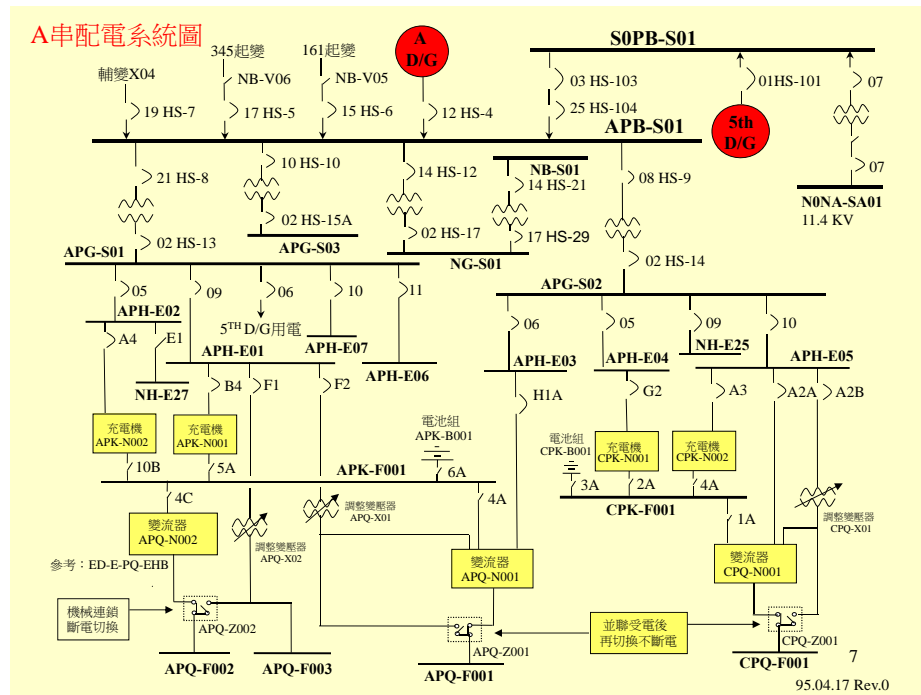 A串配電系統圖
345起變
161起變
A
D/G
S0PB-S01
輔變X04
NB-V06
NB-V05
03 HS-103
01HS-101
07
19 HS-7
17 HS-5
15 HS-6
12 HS-4
25 HS-104
APB-S01
5th
D/G
10 HS-10
NB-S01
21 HS-8
14 HS-12
14 HS-21
08 HS-9
07
N0NA-SA01
11.4 KV
02 HS-15A
02 HS-13
APG-S03
02 HS-17
17 HS-29
APG-S01
NG-S01
02 HS-14
APG-S02
05
09
06
10
11
APH-E02
5TH D/G用電
06
05
09
10
A4
E1
APH-E01
APH-E07
APH-E03
APH-E04
NH-E25
APH-E05
NH-E27
B4
F1
F2
APH-E06
H1A
G2
A3
A2A
A2B
充電機
APK-N002
充電機
APK-N001
電池組
APK-B001
電池組
CPK-B001
充電機
CPK-N001
充電機
CPK-N002
10B
5A
APK-F001
6A
3A
2A
4A
4C
4A
CPK-F001
1A
調整變壓器
APQ-X01
調整變壓器
CPQ-X01
變流器
APQ-N002
調整變壓器
APQ-X02
參考：ED-E-PQ-EHB
變流器
APQ-N001
變流器
CPQ-N001
機械連鎖
斷電切換
APQ-Z002
APQ-Z001
並聯受電後
再切換不斷電
CPQ-Z001
APQ-F002
APQ-F003
APQ-F001
CPQ-F001
7
95.04.17 Rev.0